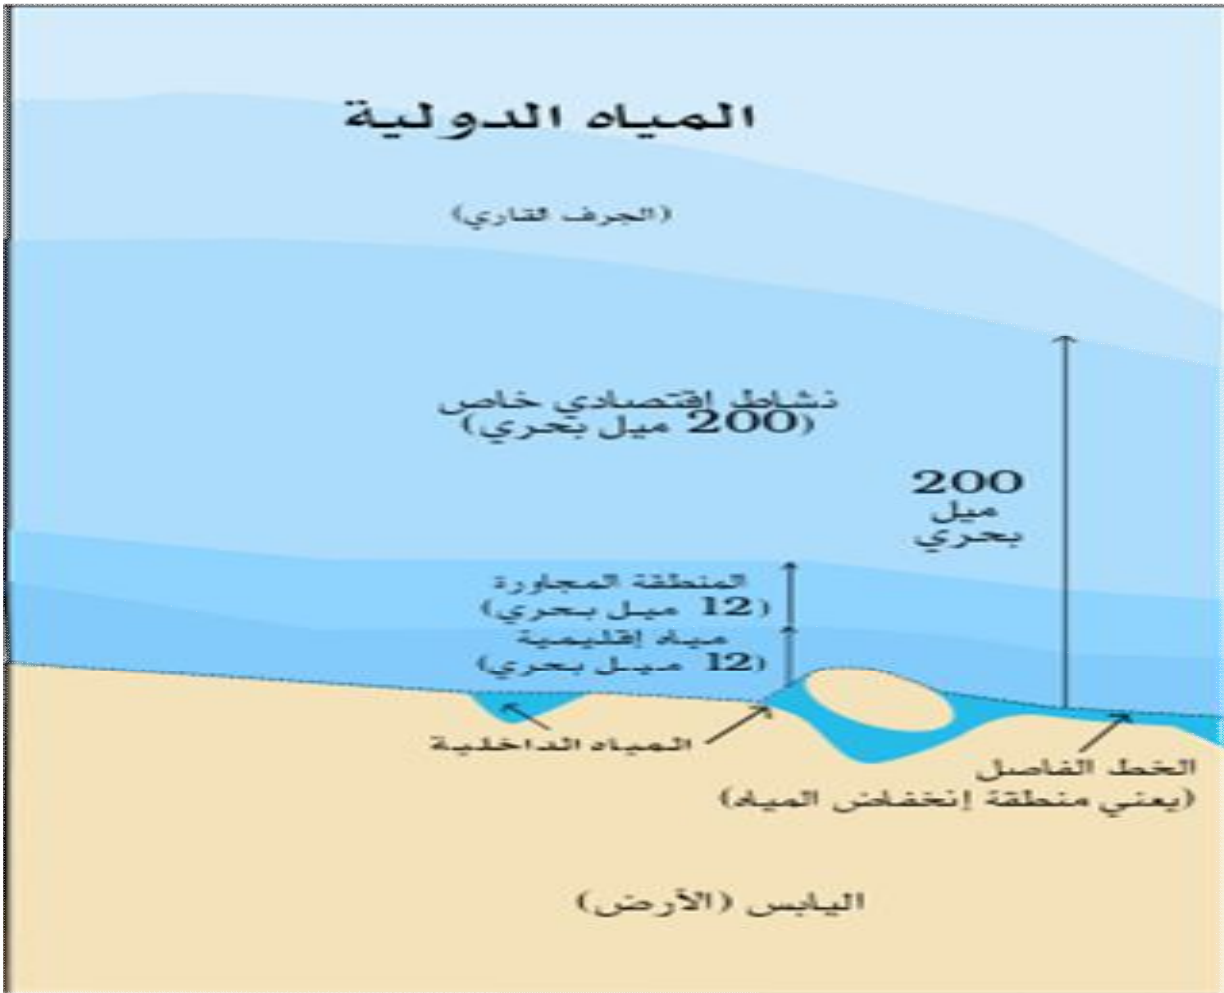 المياه الدولية
(الجرف القاري)
نشاط إقتصادي خاص
(200 ميل بحري)
200
ميل
بحري
المنطقة المجاورة
(12 ميل بحري)
مياه إقليمية
(12 ميل بحري)
المياه الداخلية
الخط الفاصل
(يعني منطقة إنخفاض المياه)
اليابس (الأرض)